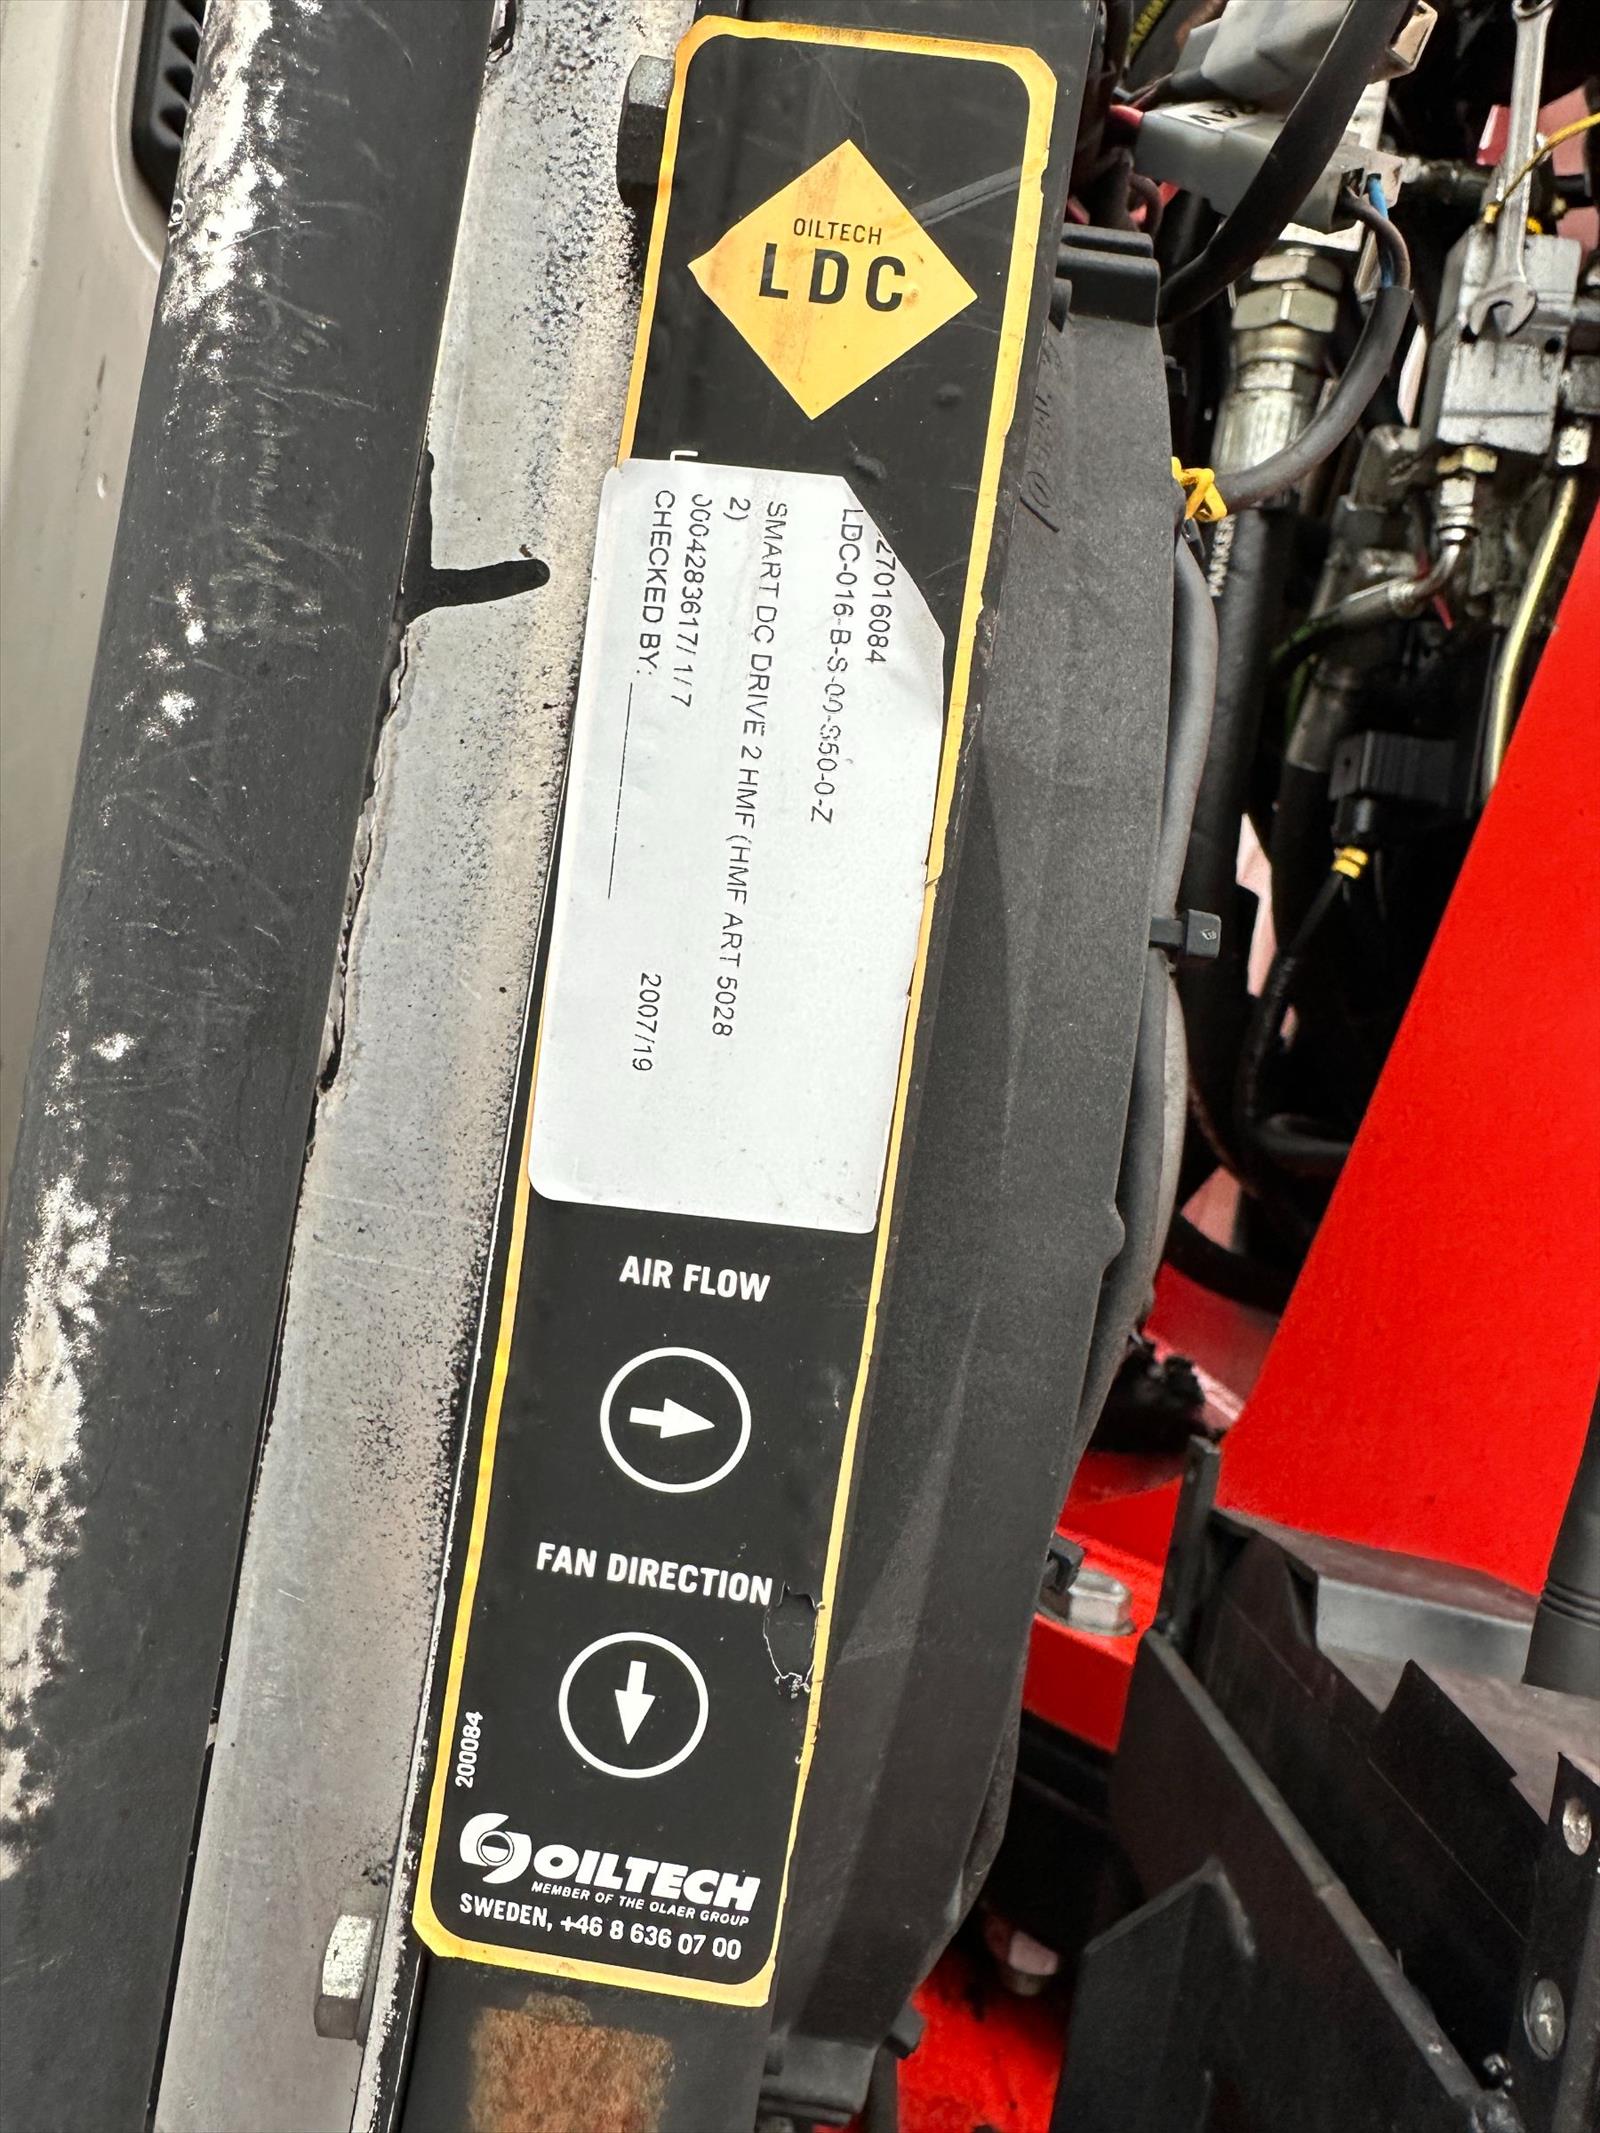 OILTECH
LDC
27016084
LDC-016-B-S-00-S50-0-Z
SMART DC DRIVE 2 HMF (HMF ART 5028
2)
0004283617/1/7
CHECKED BY:
2007/19
AIR FLOW
FAN DIRECTION
200084
OILTECH
MEMBER OF THE OLAER GROUP
SWEDEN, +46 8 636 07 00